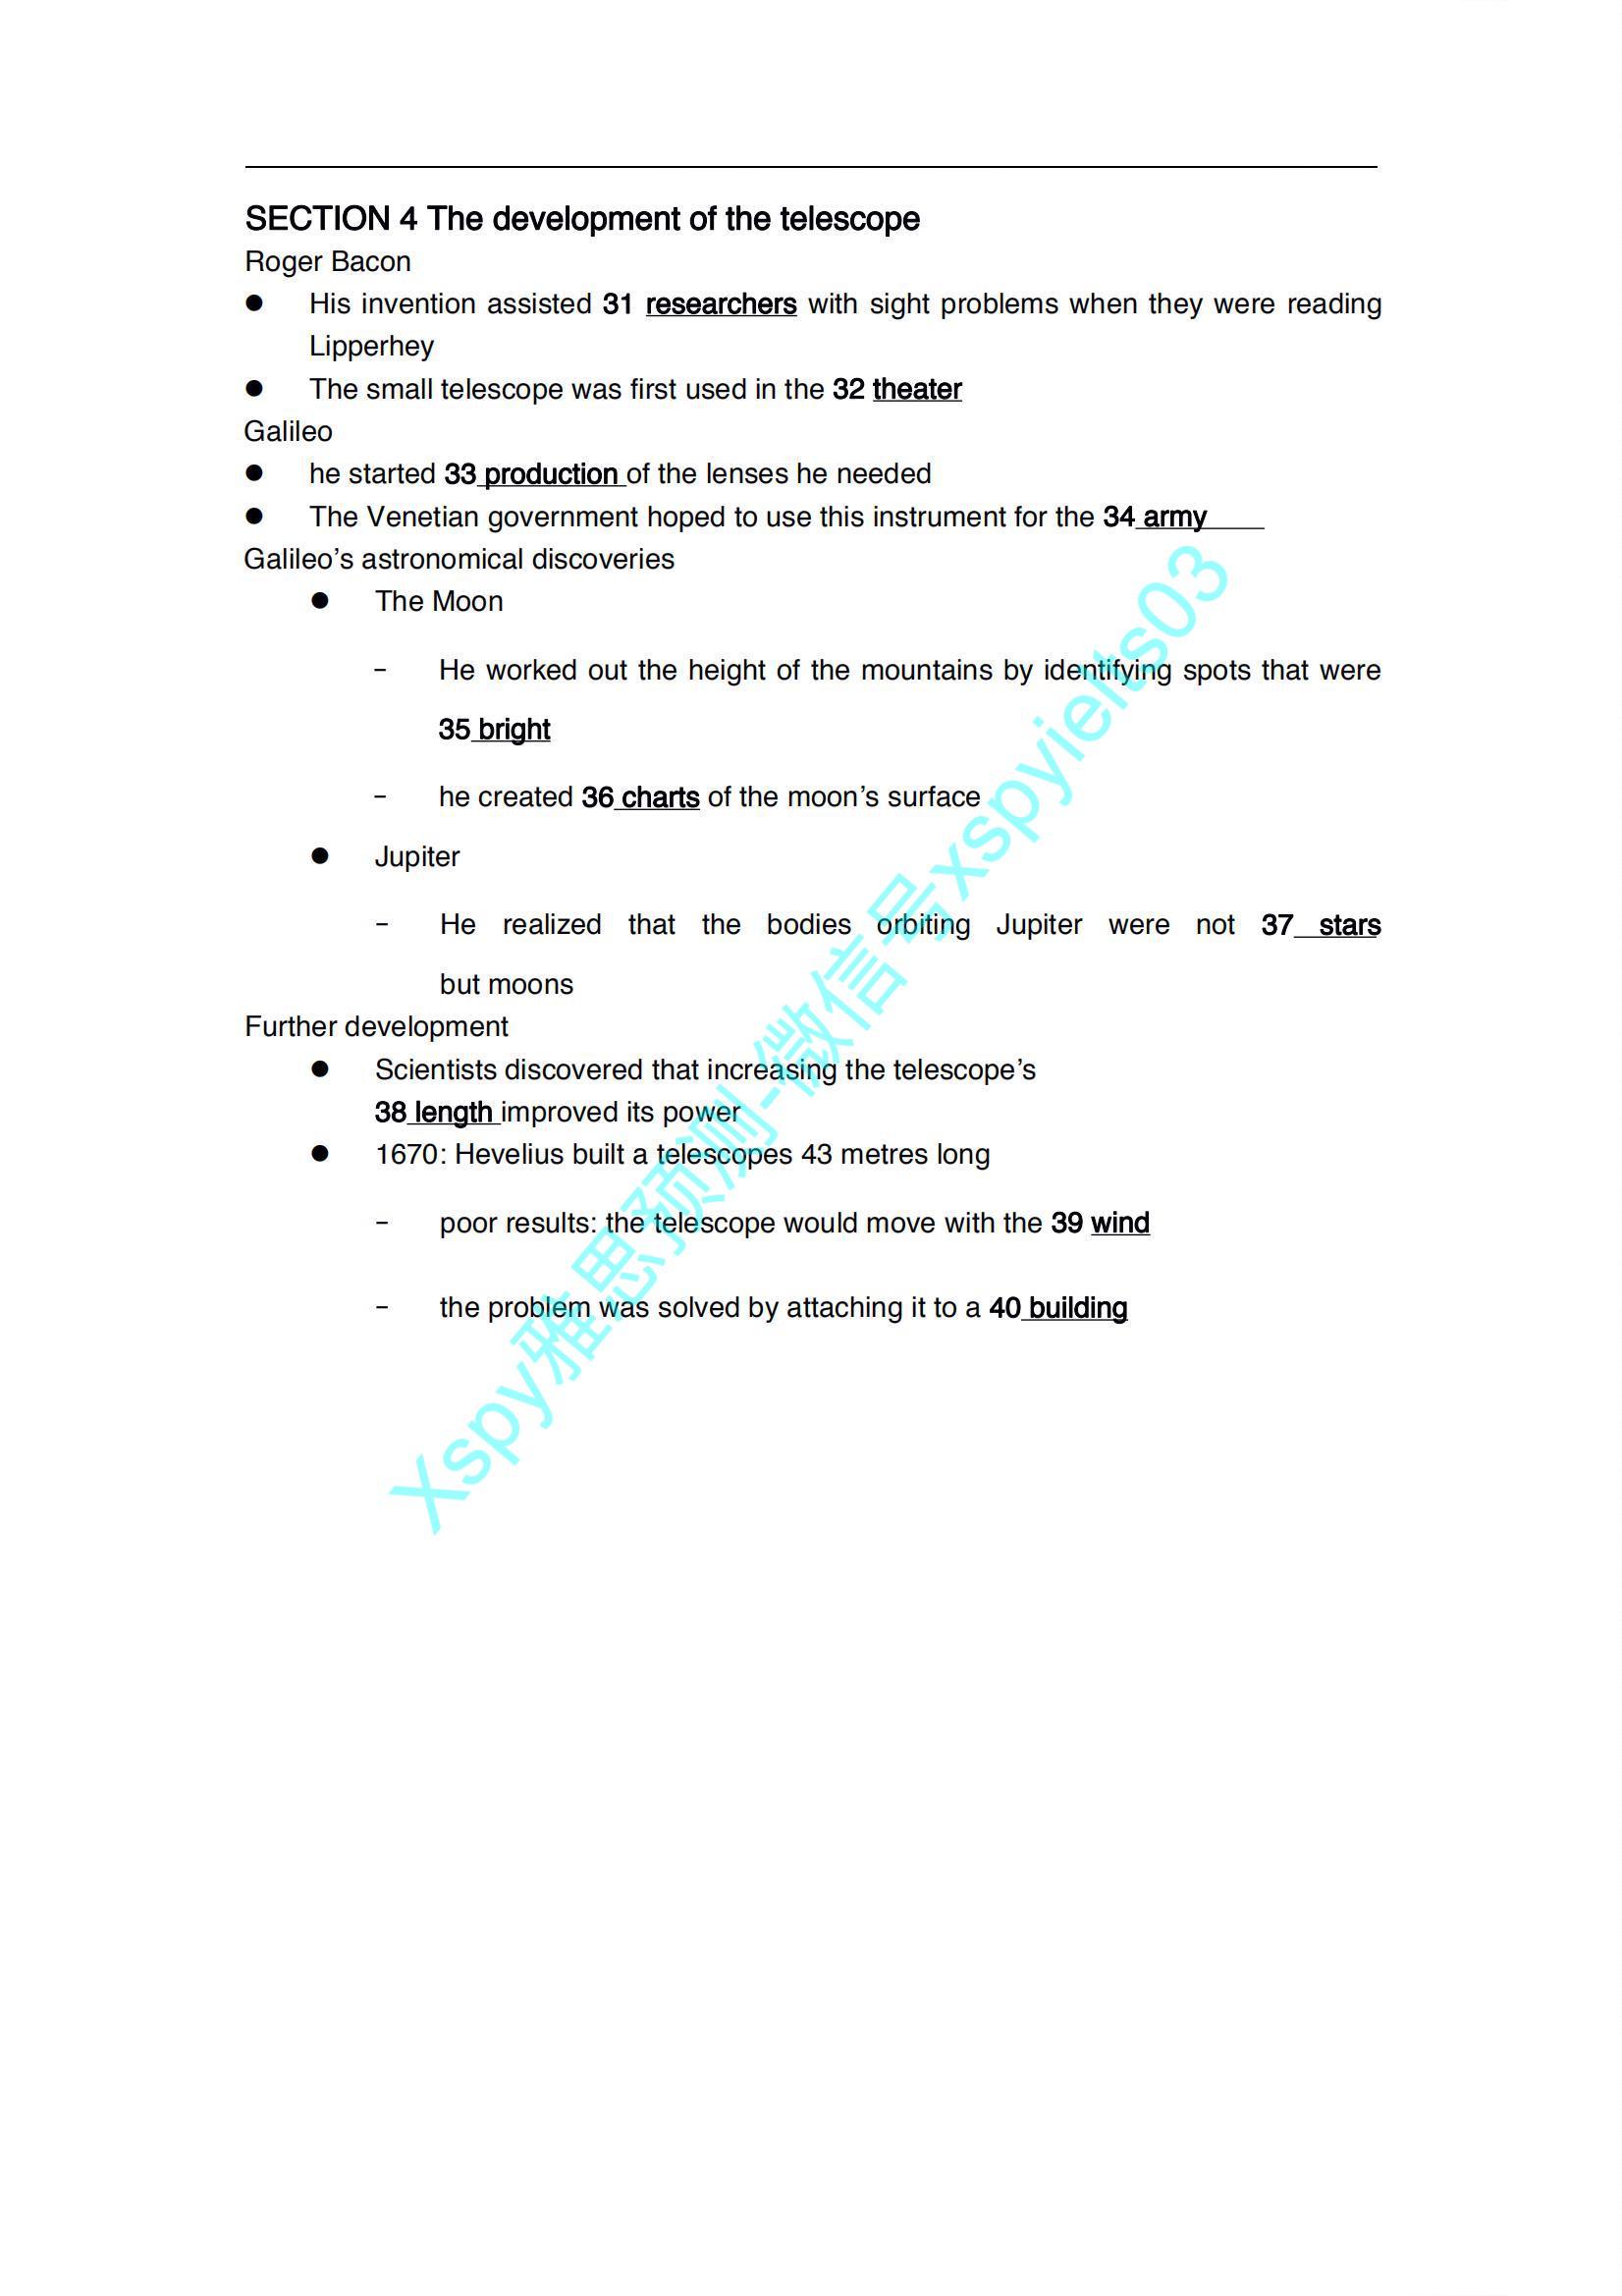 SECTION 4 The development of the telescope
Roger Bacon
● His invention assisted 31 researchers with sight problems when they were reading
Lipperhey
● The small telescope was first used in the 32 theater
Galileo
● he started 33 production of the lenses he needed
● The Venetian government hoped to use this instrument for the 34 army
Galileo’s astronomical discoveries
● The Moon
- He worked out the height of the mountains by identifying spots that were
35 bright
- he created 36 charts of the moon’s surface
● Jupiter
- He realized that the bodies orbiting Jupiter were not 37 stars
but moons
Further development
● Scientists discovered that increasing the telescope’s
38 length improved its power
● 1670: Hevelius built a telescopes 43 metres long
- poor results: the telescope would move with the 39 wind
- the problem was solved by attaching it to a 40 building
Xspy雅思预测-微信号xspyielts03